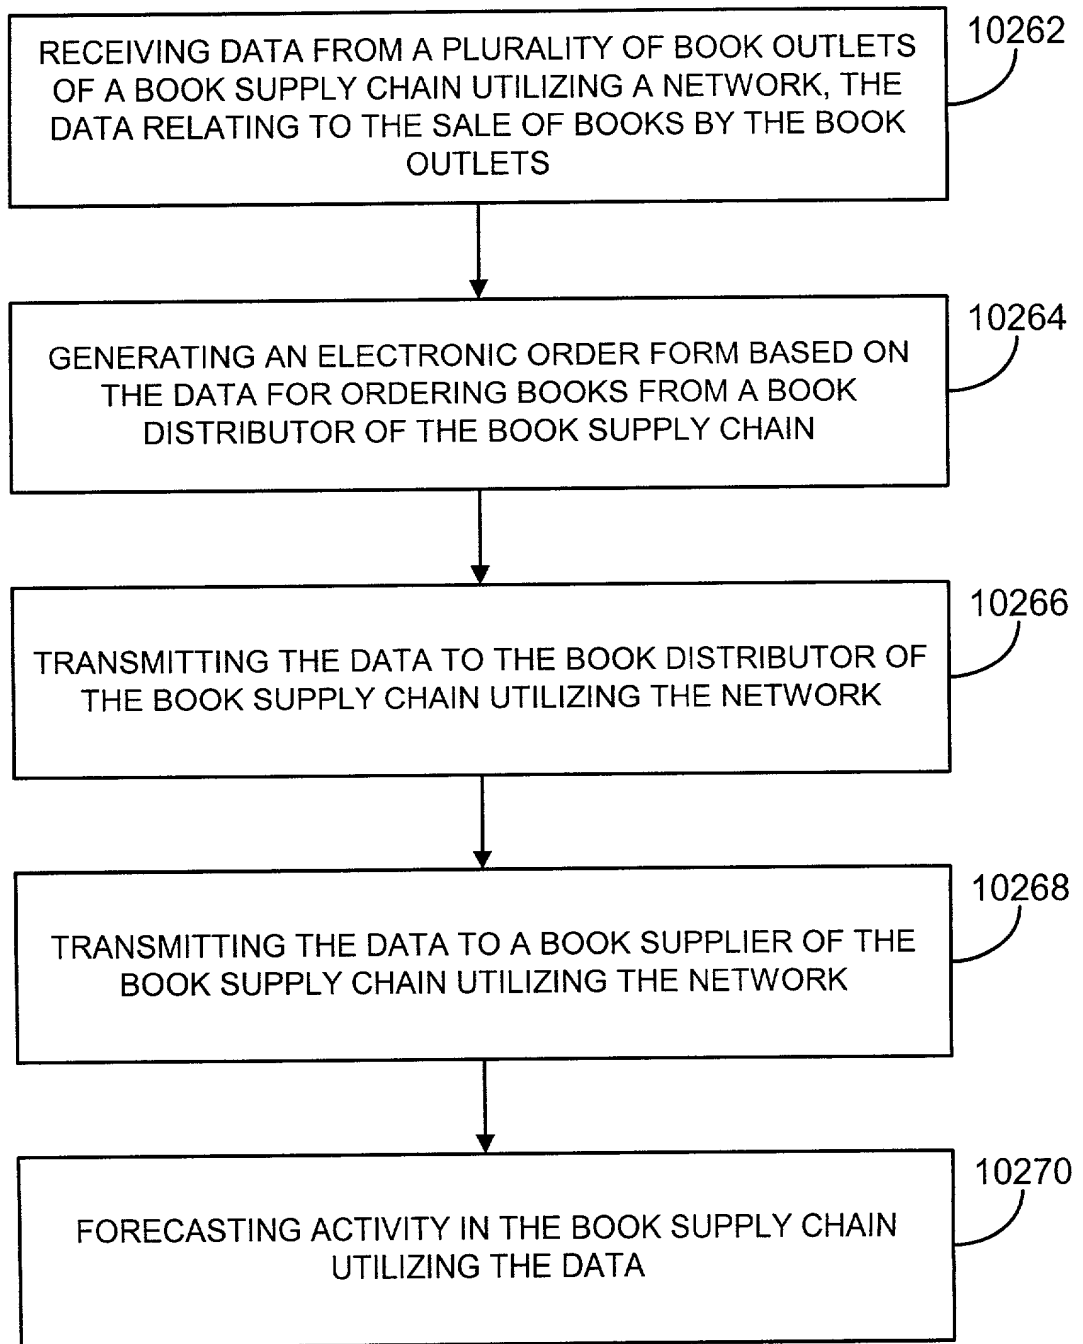 10262
RECEIVING DATA FROM A PLURALITY OF BOOK OUTLETS
OF A BOOK SUPPLY CHAIN UTILIZING A NETWORK, THE
DATA RELATING TO THE SALE OF BOOKS BY THE BOOK
OUTLETS
10264
GENERATING AN ELECTRONIC ORDER FORM BASED ON
THE DATA FOR ORDERING BOOKS FROM A BOOK
DISTRIBUTOR OF THE BOOK SUPPLY CHAIN
10266
TRANSMITTING THE DATA TO THE BOOK DISTRIBUTOR OF
THE BOOK SUPPLY CHAIN UTILIZING THE NETWORK
10268
TRANSMITTING THE DATA TO A BOOK SUPPLIER OF THE
BOOK SUPPLY CHAIN UTILIZING THE NETWORK
10270
FORECASTING ACTIVITY IN THE BOOK SUPPLY CHAIN
UTILIZING THE DATA